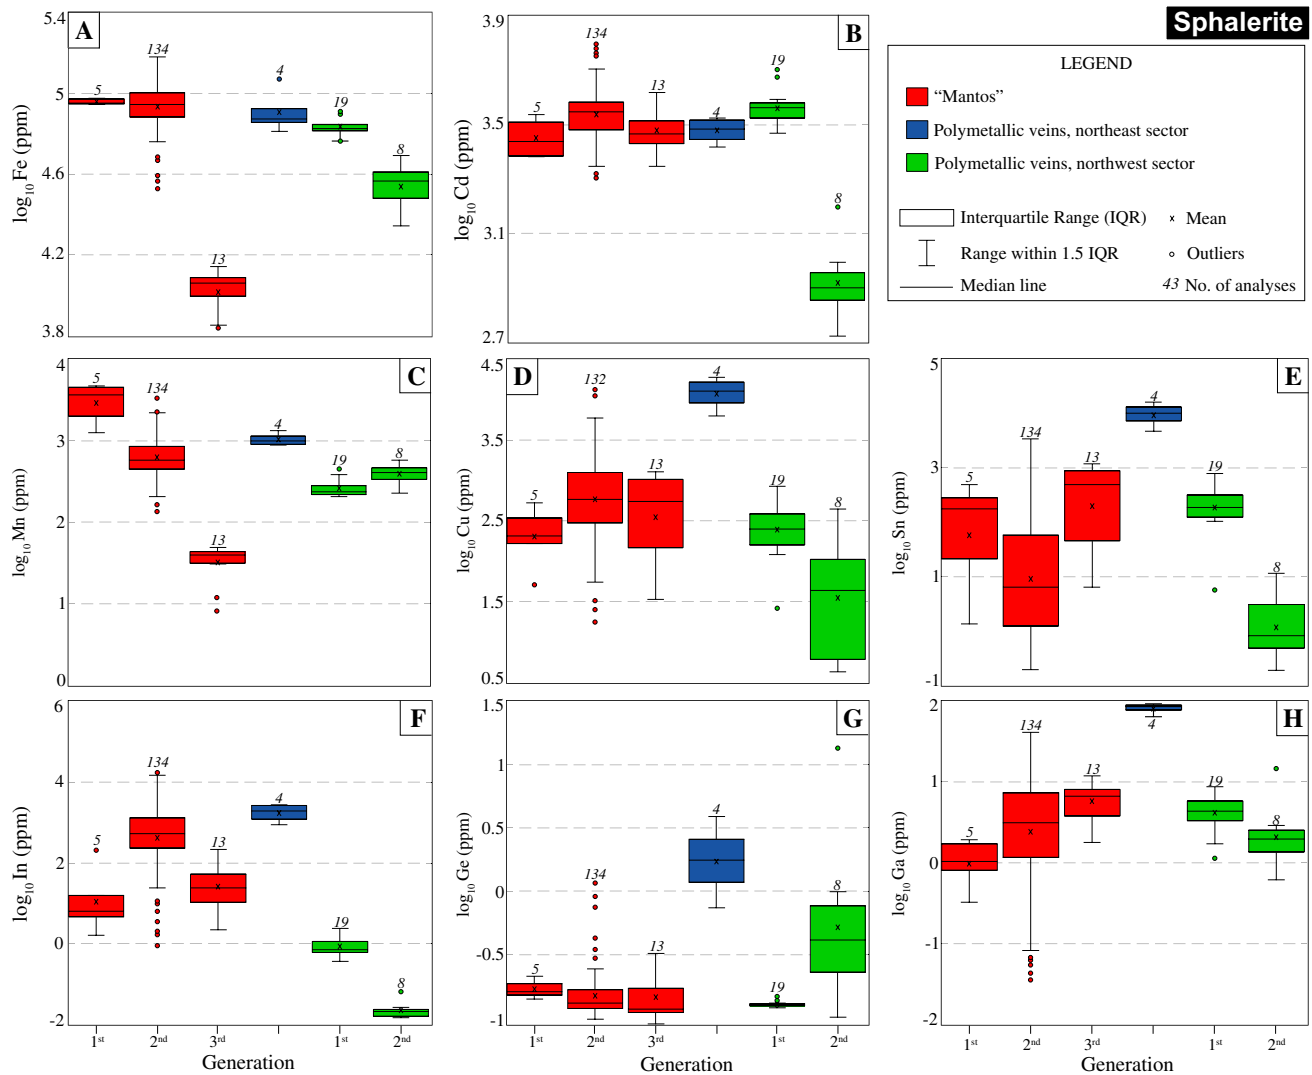 Sphalerite
LEGEND
“Mantos”
Polymetallic veins, northeast sector
Polymetallic veins, northwest sector
Interquartile Range (IQR)
Mean
Range within 1.5 IQR
Outliers
Median line
43 No. of analyses
A
log10 Fe (ppm)
5.4
5
4.6
4.2
3.8
5
134
13
4
19
8
B
log10 Cd (ppm)
3.9
3.5
3.1
2.7
5
134
13
4
19
8
C
log10 Mn (ppm)
4
3
2
1
0
5
134
13
4
19
8
D
log10 Cu (ppm)
4.5
3.5
2.5
1.5
0.5
5
132
13
4
19
8
E
log10 Sn (ppm)
5
3
1
-1
5
134
13
4
19
8
F
log10 In (ppm)
6
4
2
0
-2
5
134
13
4
19
8
1st 2nd 3rd 1st 2nd
Generation
G
log10 Ge (ppm)
1.5
1
0.5
0
-0.5
-1
5
134
13
4
19
8
1st 2nd 3rd 1st 2nd
Generation
H
log10 Ga (ppm)
2
1
0
-1
-2
5
134
13
4
19
8
1st 2nd 3rd 1st 2nd
Generation